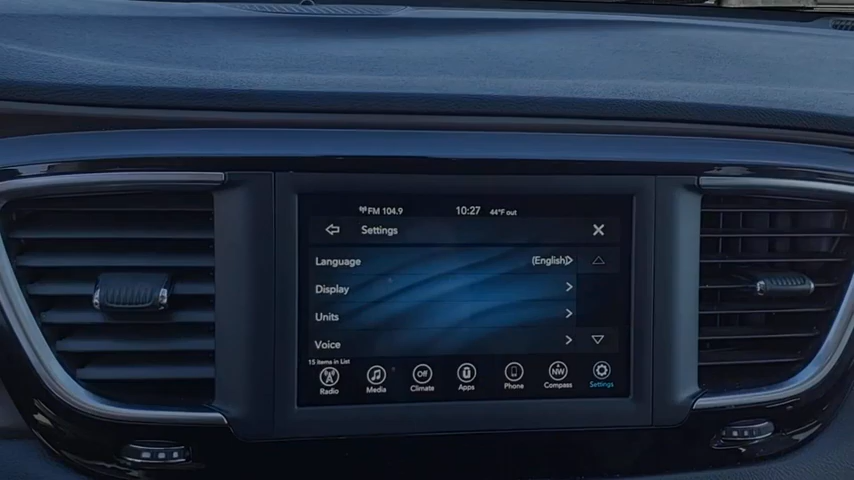 FM 104.9 10:27 44°F out
Settings X
Language (English)
Display
Units
Voice
15 items in List
Off NW
Radio Media Climate Apps Phone Compass Settings